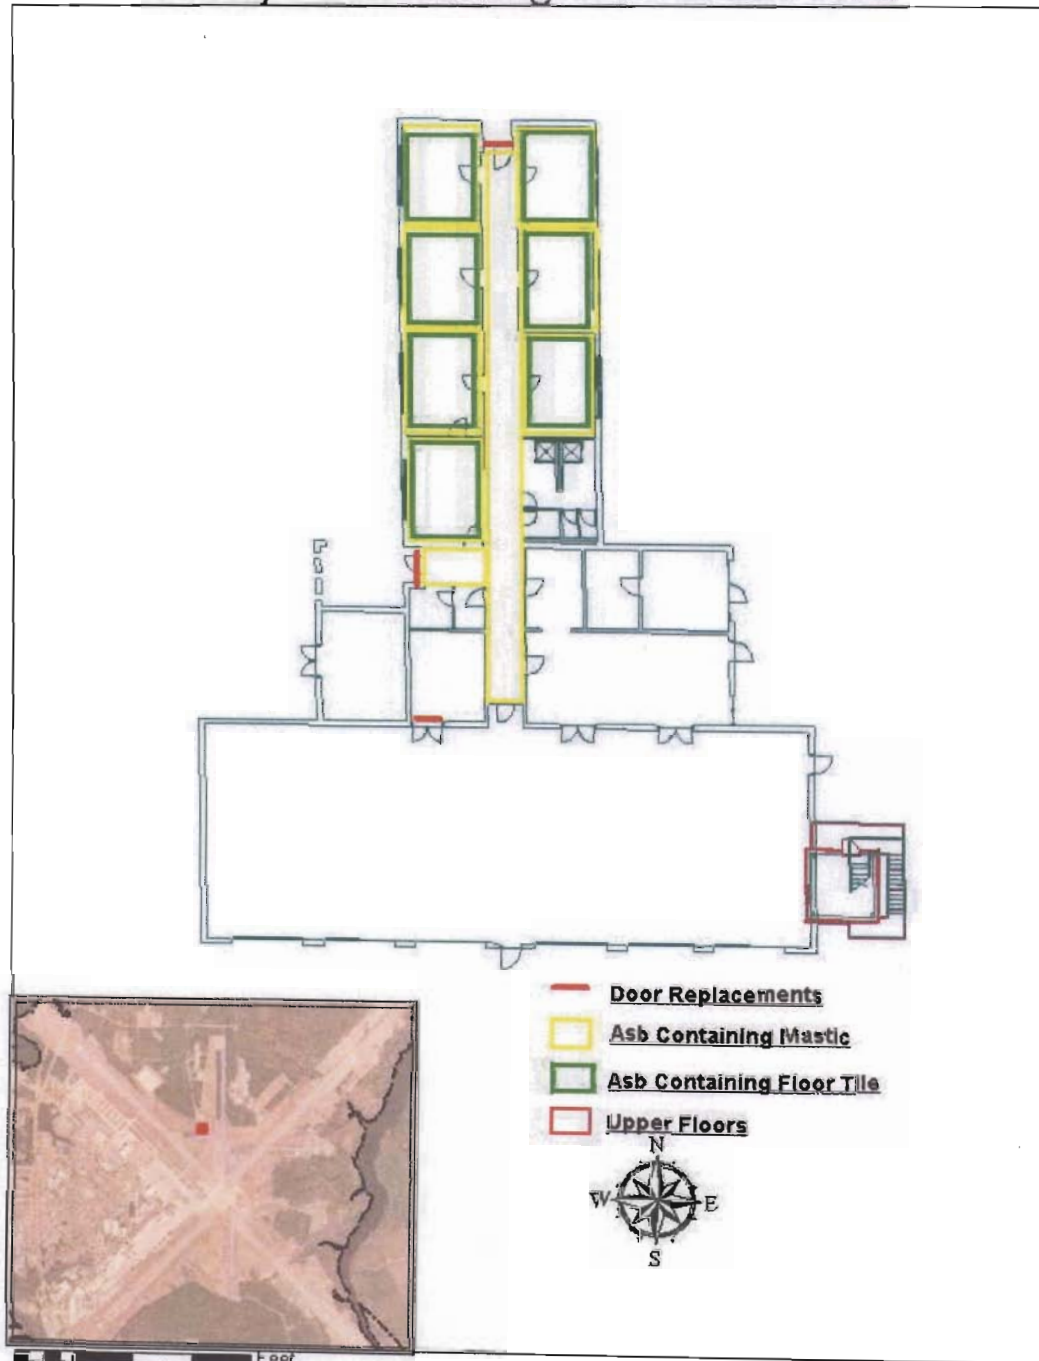 Door Replacements
Asb Containing Mastic
Asb Containing Floor Tile
Upper Floors
N
W E
S